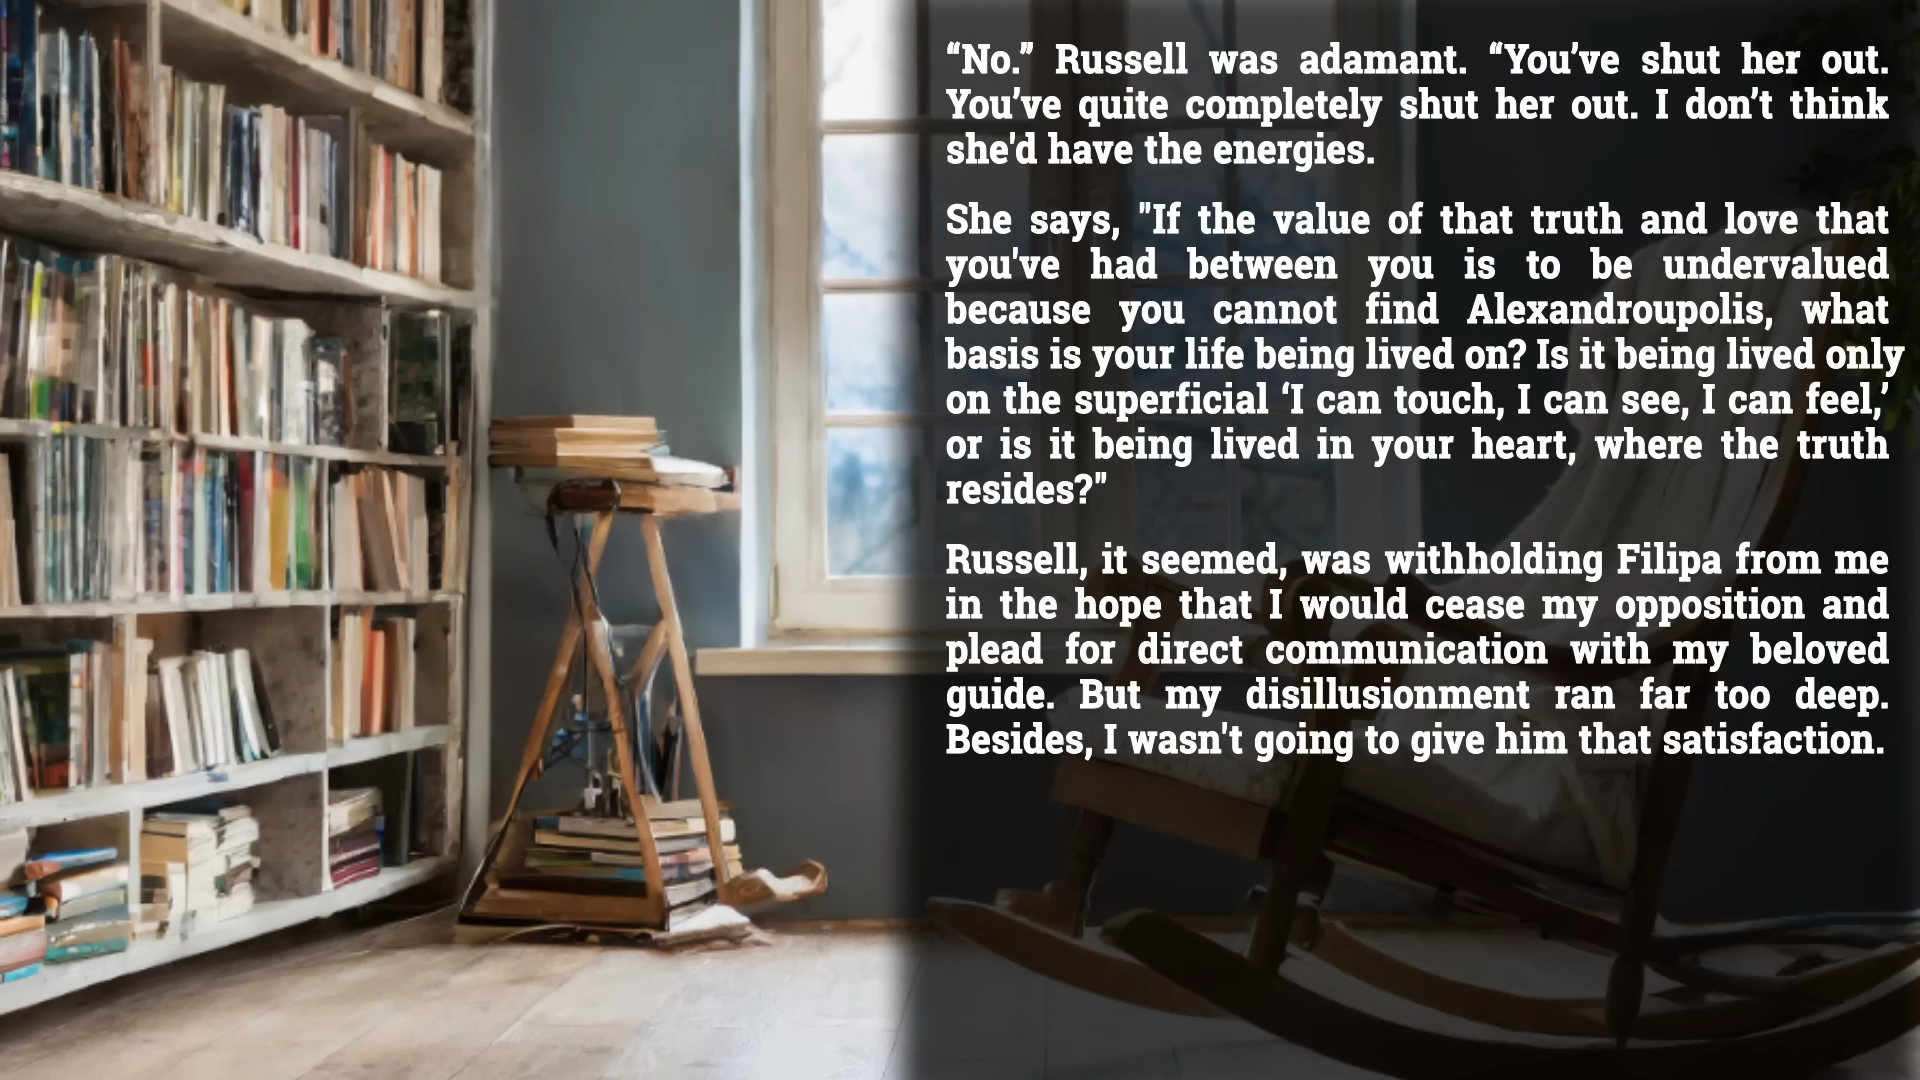 “No.” Russell was adamant. “You’ve shut her out.
You’ve quite completely shut her out. I don’t think
she'd have the energies.
She says, "If the value of that truth and love that
you've had between you is to be undervalued
because you cannot find Alexandroupolis, what
basis is your life being lived on? Is it being lived only
on the superficial ‘I can touch, I can see, I can feel,’
or is it being lived in your heart, where the truth
resides?"
Russell, it seemed, was withholding Filipa from me
in the hope that I would cease my opposition and
plead for direct communication with my beloved
guide. But my disillusionment ran far too deep.
Besides, I wasn't going to give him that satisfaction.